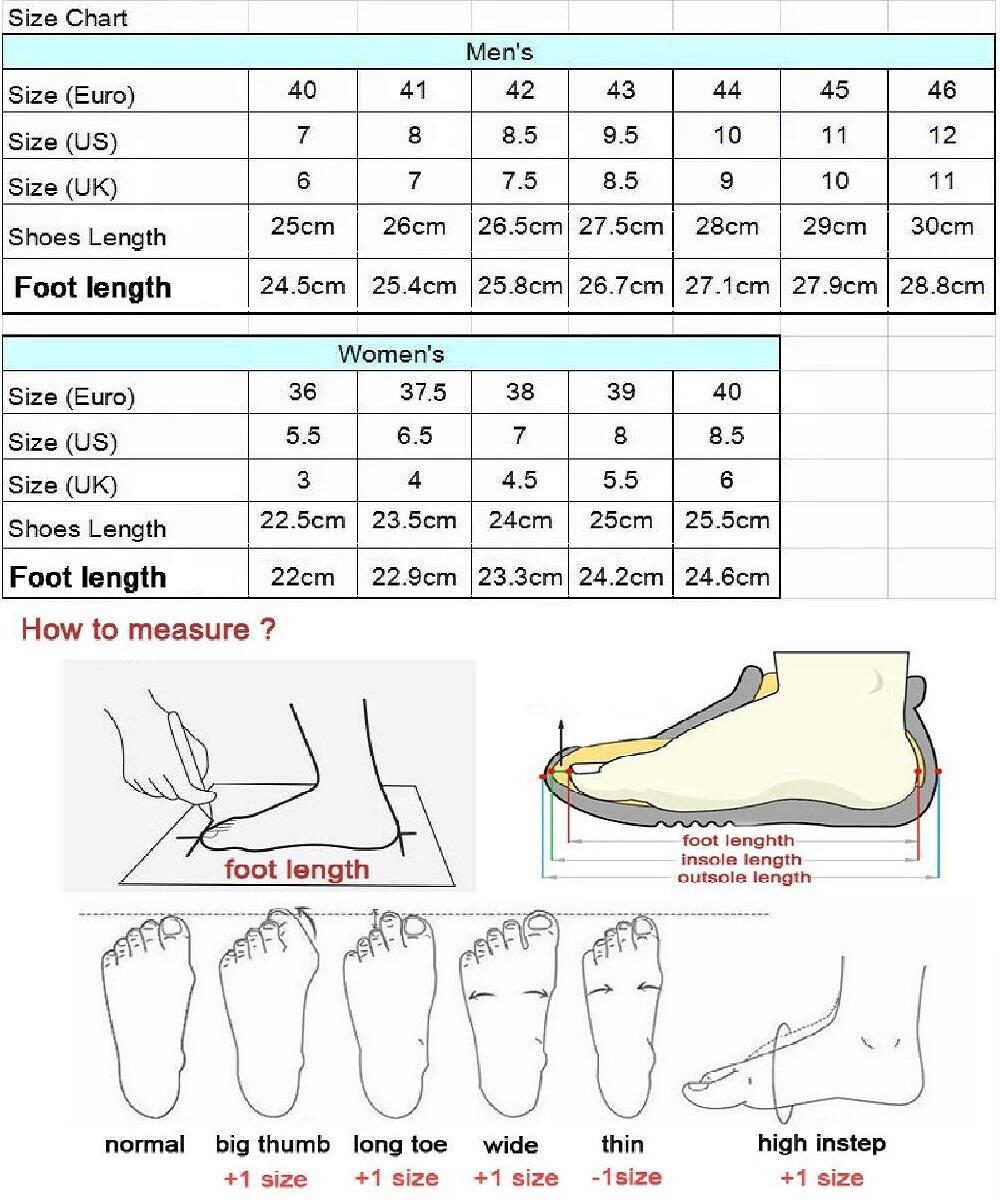 Size Chart
Men's
Size (Euro) 40 41 42 43 44 45 46
Size (US) 7 8 8.5 9.5 10 11 12
Size (UK) 6 7 7.5 8.5 9 10 11
Shoes Length 25cm 26cm 26.5cm 27.5cm 28cm 29cm 30cm
Foot length 24.5cm 25.4cm 25.8cm 26.7cm 27.1cm 27.9cm 28.8cm
Women's
Size (Euro) 36 37.5 38 39 40
Size (US) 5.5 6.5 7 8 8.5
Size (UK) 3 4 4.5 5.5 6
Shoes Length 22.5cm 23.5cm 24cm 25cm 25.5cm
Foot length 22cm 22.9cm 23.3cm 24.2cm 24.6cm
How to measure ?
foot length
foot lenghth
insole length
outsole length
normal big thumb long toe wide thin high instep
+1 size +1 size +1 size -1size +1 size